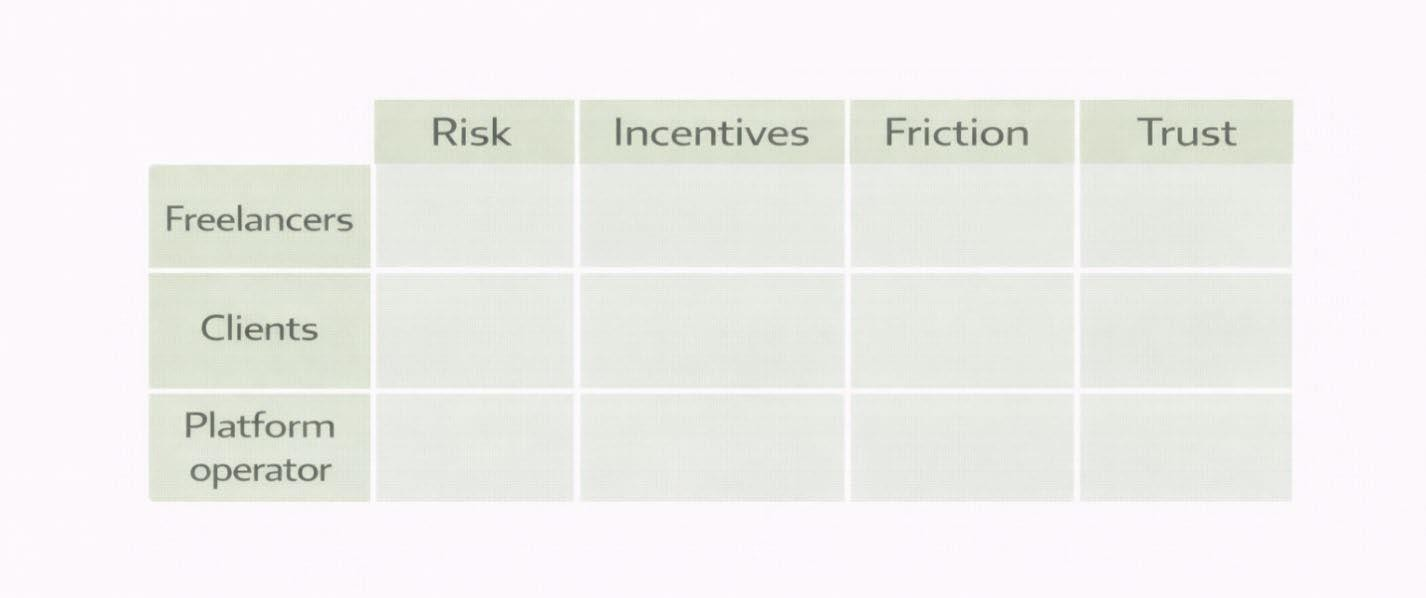 Risk Incentives Friction Trust
Freelancers
Clients
Platform
operator